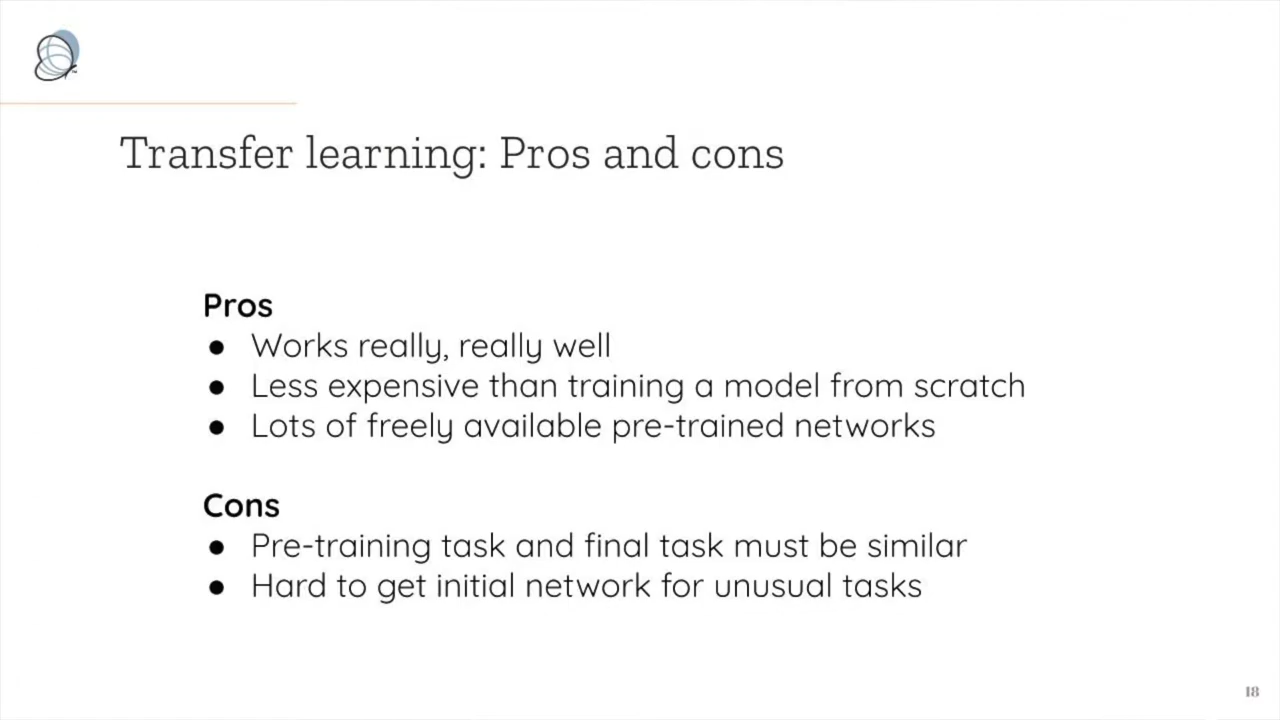 Transfer learning: Pros and cons
Pros
● Works really, really well
● Less expensive than training a model from scratch
● Lots of freely available pre-trained networks
Cons
● Pre-training task and final task must be similar
● Hard to get initial network for unusual tasks
18